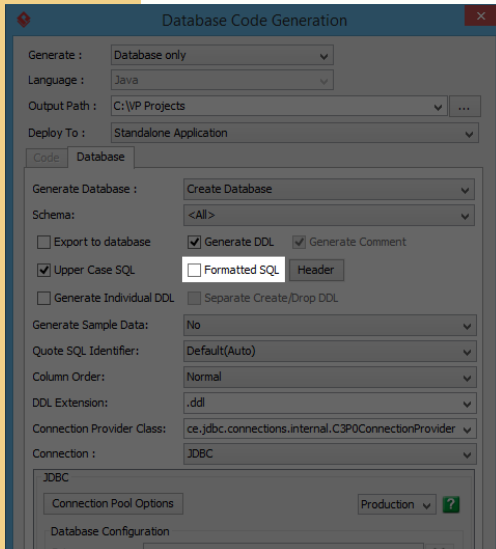 Database Code Generation
Generate : Database only
Language : Java
Output Path : C:\VP Projects ...
Deploy To : Standalone Application
Code Database
Generate Database : Create Database
Schema: <All>
Export to database Generate DDL Generate Comment
Upper Case SQL Formatted SQL Header
Generate Individual DDL Separate Create/Drop DDL
Generate Sample Data: No
Quote SQL Identifier: Default(Auto)
Column Order: Normal
DDL Extension: .ddl
Connection Provider Class: ce.jdbc.connections.internal.C3P0ConnectionProvider
Connection : JDBC
JDBC
Connection Pool Options Production ?
Database Configuration